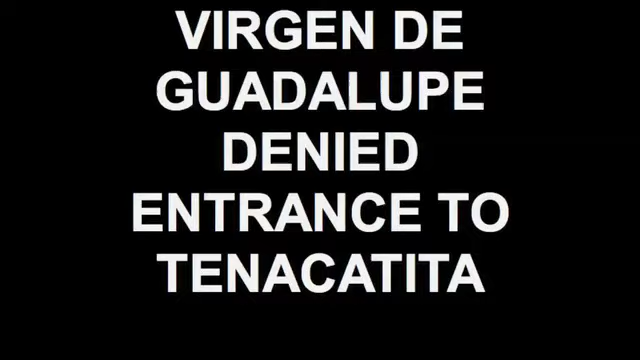 VIRGEN DE
GUADALUPE
DENIED
ENTRANCE TO
TENACATITA